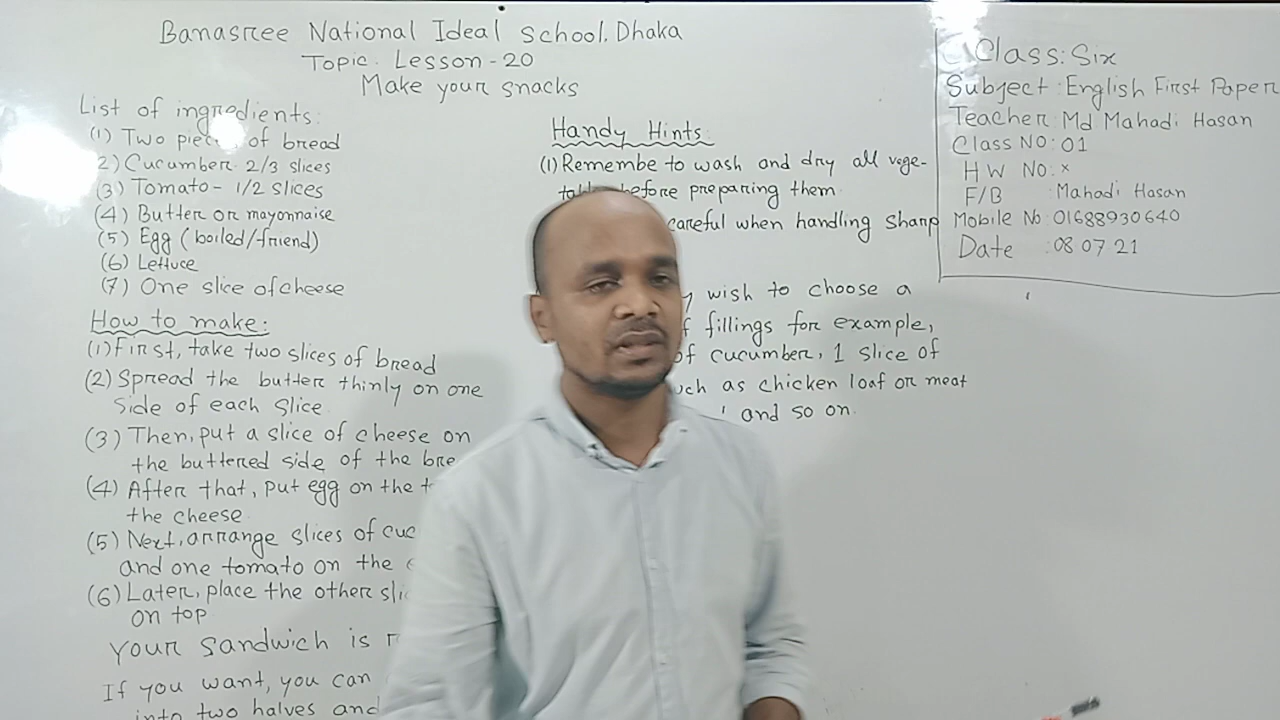 Banasree National Ideal School. Dhaka
Topic. Lesson - 20
Make your snacks
List of ingredients:
(1) Two of bread
2) Cucumber. 2/3 slices
(3) Tomato - 1/2 slices
(4) Butter or mayonnaise
(5) Egg (boiled/friend)
(6) Lettuce
(7) One slice of cheese
How to make:
(1) First, take two slices of bread
(2) Spread the butter thinly on one
side of each slice
(3) Then, put a slice of cheese on
the buttered side of the
(4) After that, put egg on the
the cheese
(5) Next, arrange slices of
and one tomato on the
(6) Later, place the other
on top
Your sandwich is
If you want, you can
into two halves and
Handy Hints:
(1) Remembe to wash and dry all vege-
before preparing them
careful when handling sharp
wish to choose a
fillings for example,
of cucumber, 1 slice of
as chicken loaf or meat
and so on.
Class: Six
Subject: English First Paper
Teacher: Md Mahadi Hasan
Class NO: 01
HW No: x
F/B : Mahadi Hasan
Mobile No: 01688930640
Date : 08 07 21